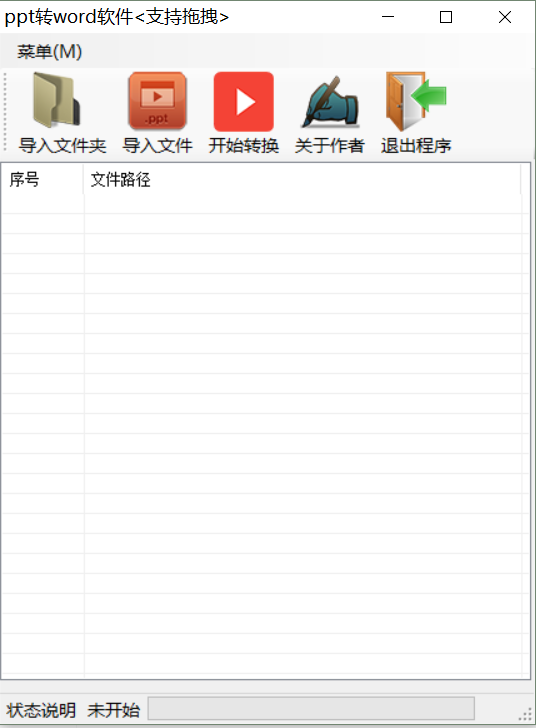 ppt转word软件<支持拖拽>
菜单(M)
.ppt
导入文件夹 导入文件 开始转换 关于作者 退出程序
序号 文件路径
状态说明 未开始